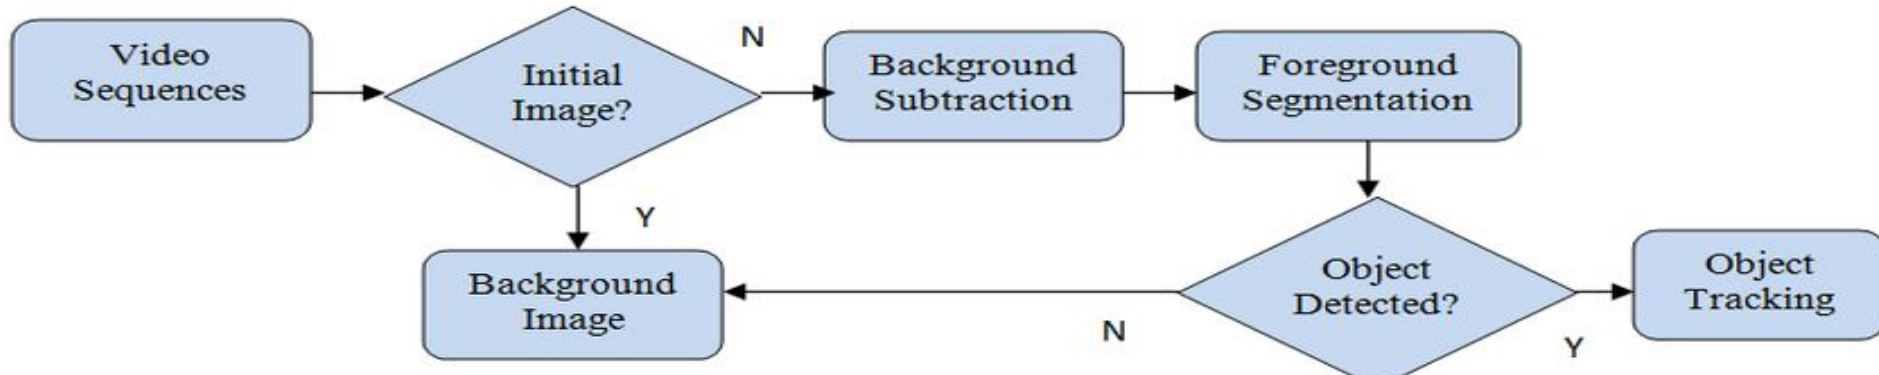 Video
Sequences
Initial
Image?
N
Background
Subtraction
Foreground
Segmentation
Y
Background
Image
Object
Detected?
N
Y
Object
Tracking